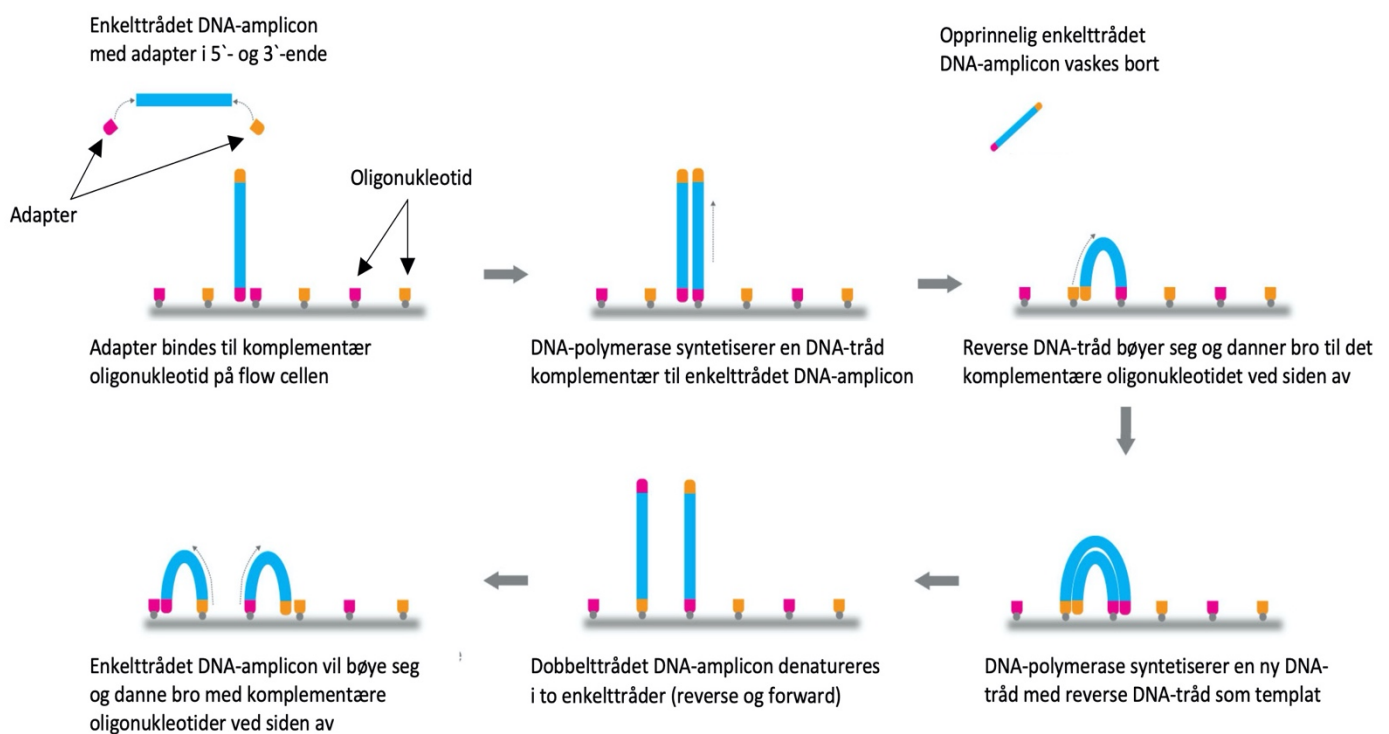 Enkelttrådet DNA-amplicon
med adapter i 5`- og 3`-ende
Adapter
Oligonukleotid
Adapter bindes til komplementær
oligonukleotid på flow cellen
DNA-polymerase syntetiserer en DNA-tråd
komplementær til enkelttrådet DNA-amplicon
Opprinnelig enkelttrådet
DNA-amplicon vaskes bort
Reverse DNA-tråd bøyer seg og danner bro til det
komplementære oligonukleotidet ved siden av
DNA-polymerase syntetiserer en ny DNA-
tråd med reverse DNA-tråd som templat
Dobbelttrådet DNA-amplicon denatureres
i to enkelttråder (reverse og forward)
Enkelttrådet DNA-amplicon vil bøye seg
og danne bro med komplementære
oligonukleotider ved siden av